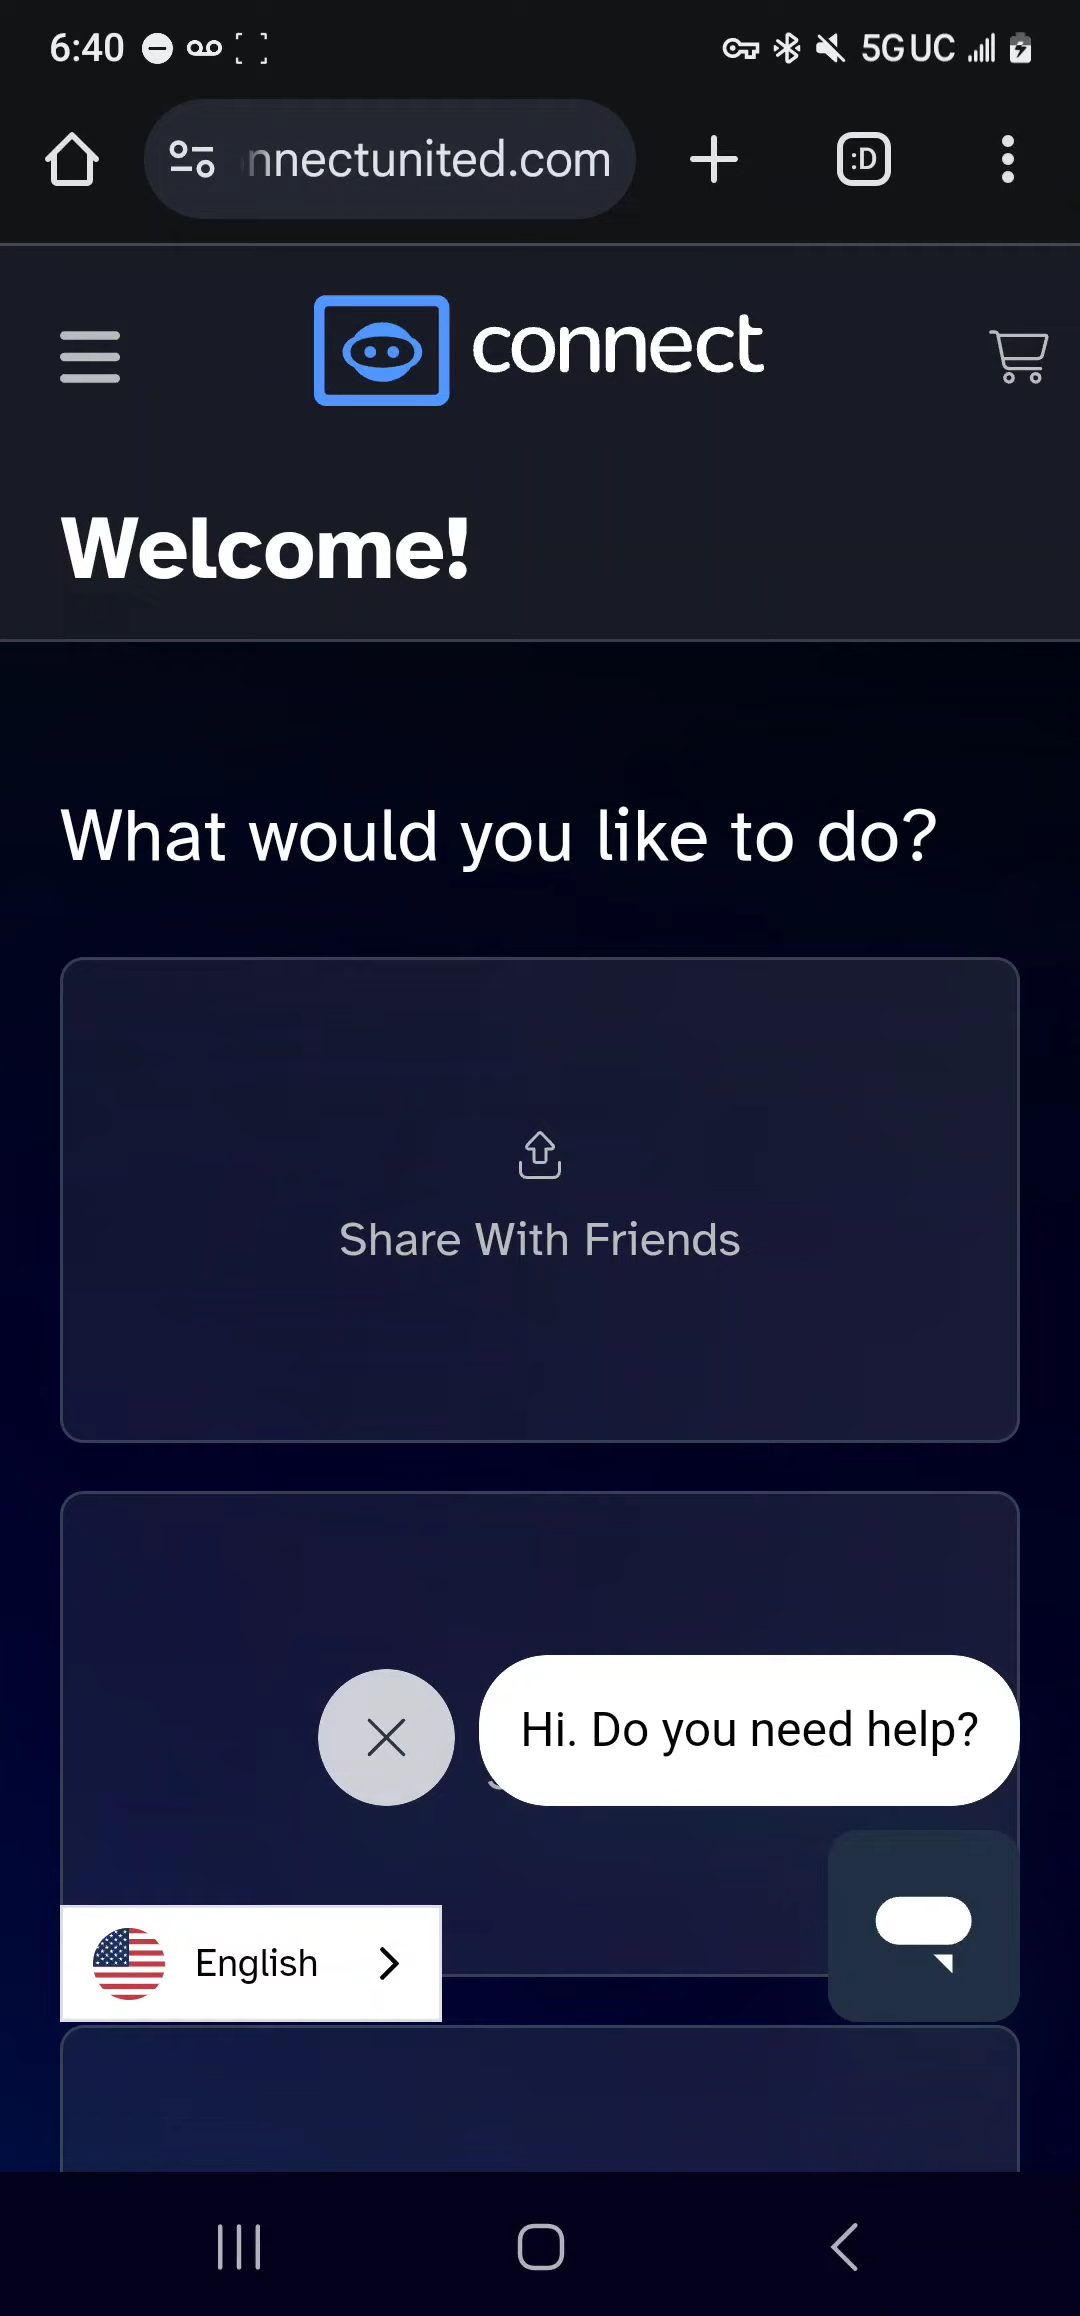 6:40
5G UC
nnectunited.com
:D
connect
Welcome!
What would you like to do?
Share With Friends
Hi. Do you need help?
English